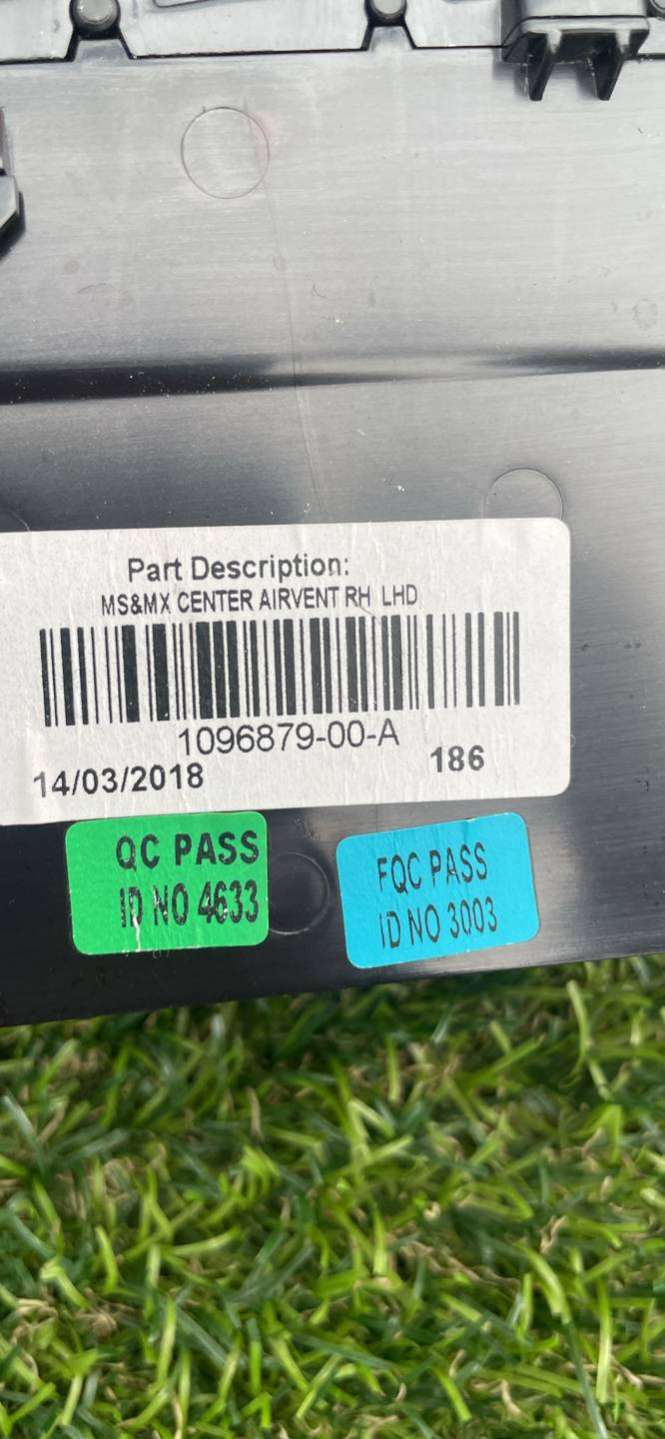 Part Description:
MS&MX CENTER AIRVENT RH LHD
1096879-00-A
14/03/2018 186
QC PASS
ID NO 4633
FQC PASS
ID NO 3003